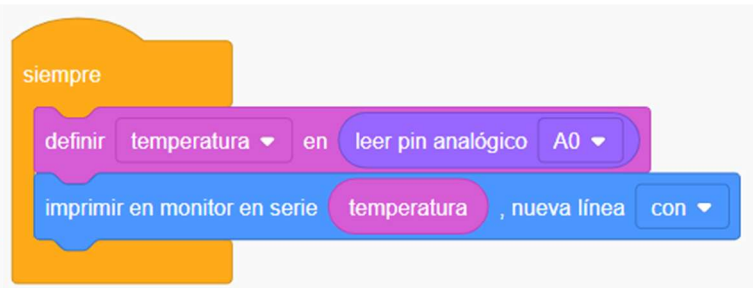 siempre
definir temperatura en leer pin analógico A0
imprimir en monitor en serie temperatura , nueva línea con